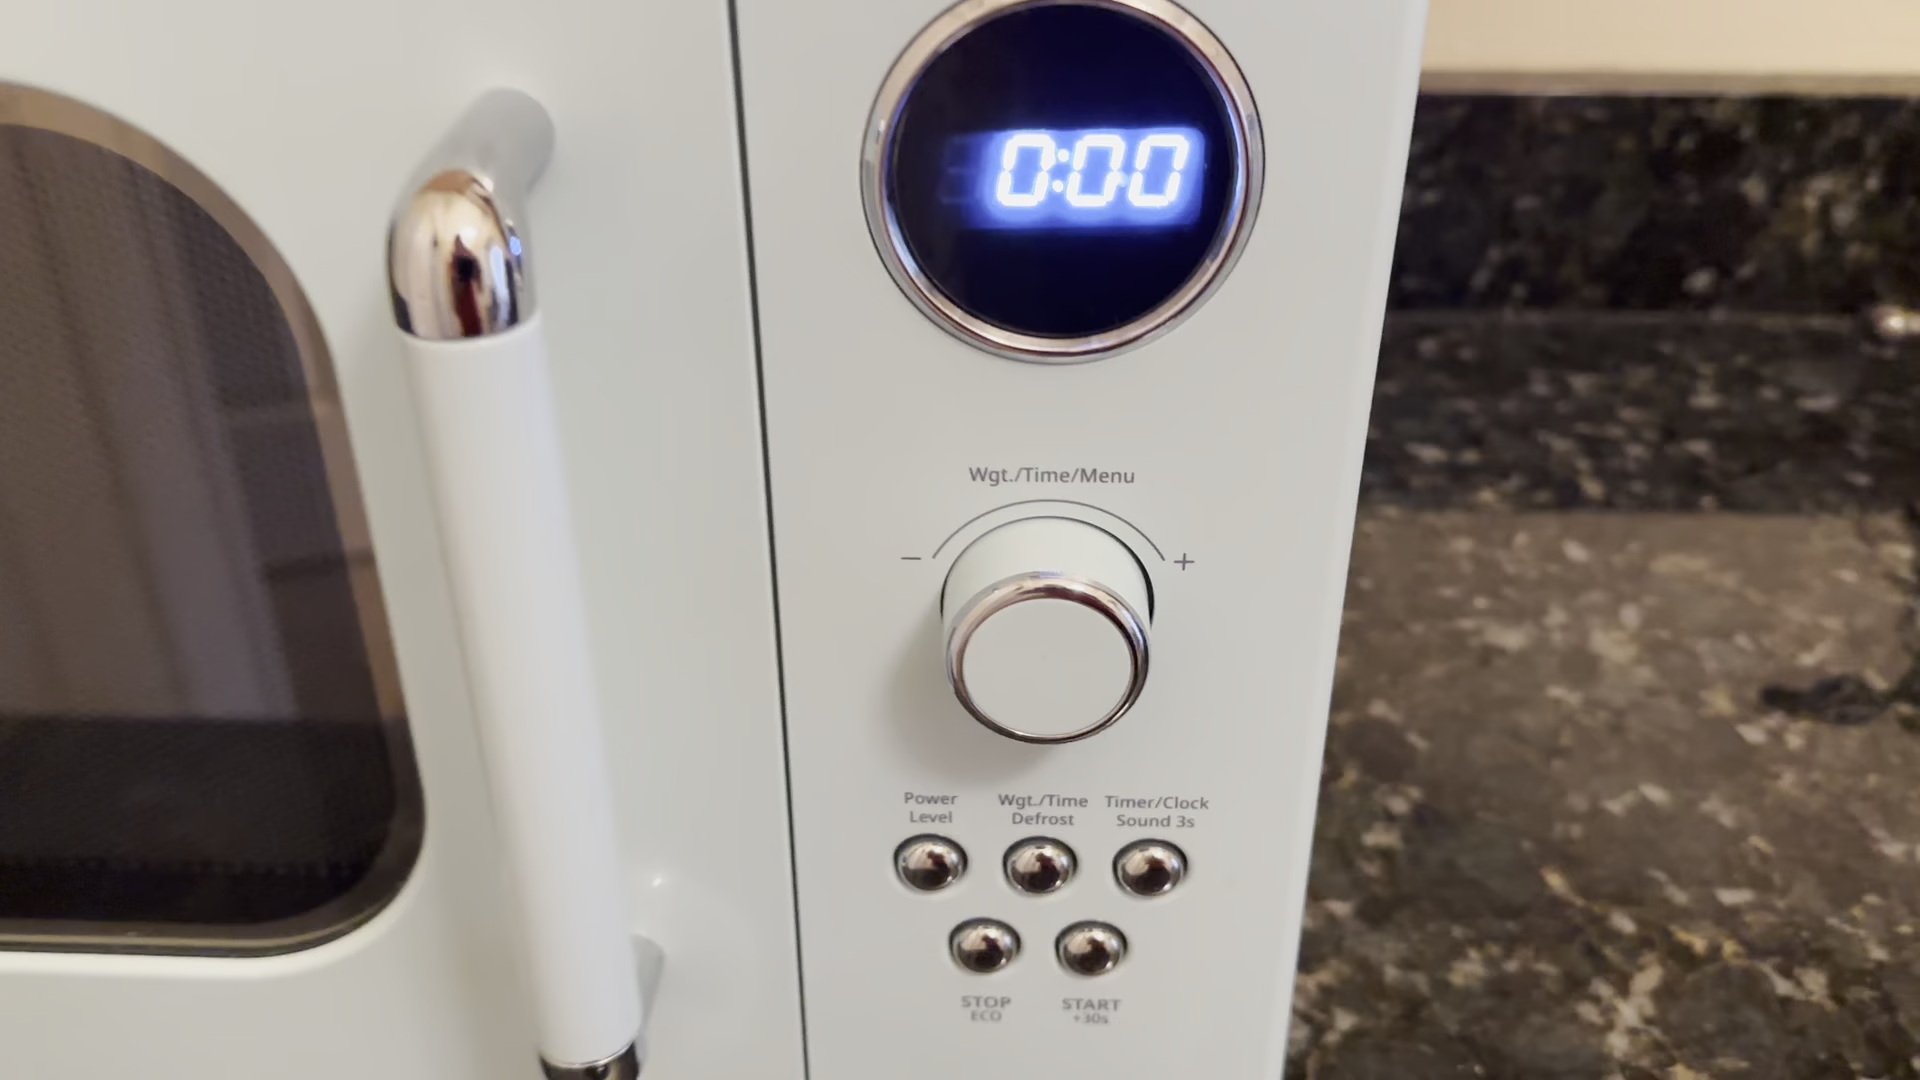 0:00
Wgt./Time/Menu
− +
Power Level
Wgt./Time Defrost
Timer/Clock Sound 3s
STOP
ECO
START
+30s